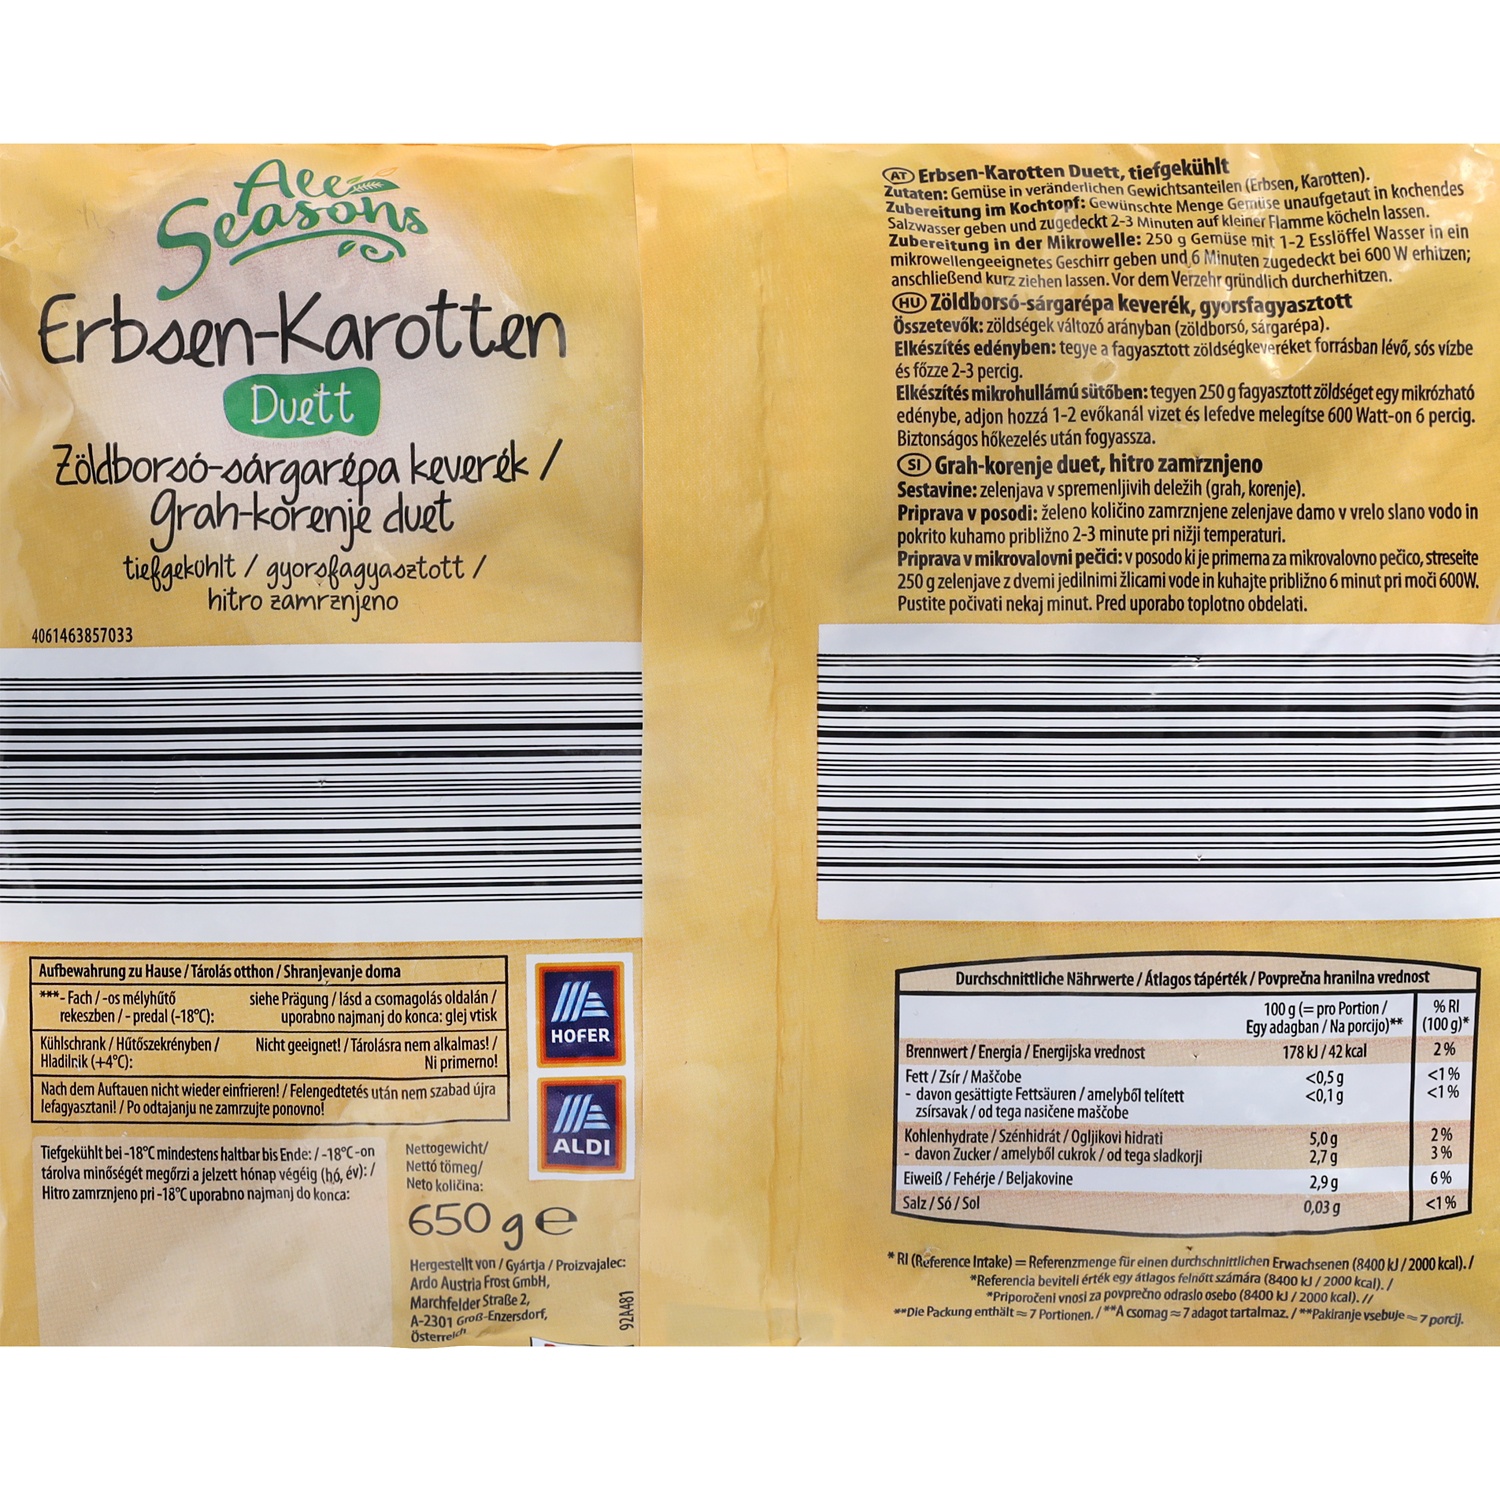 All
Seasons
Erbsen-Karotten
Duett
Zöldborsó-sárgarépa keverék /
Grah-korenje duet
tiefgekühlt / gyorsfagyasztott /
hitro zamrznjeno
4061463857033
Aufbewahrung zu Hause / Tárolás otthon / Shranjevanje doma
***- Fach / -os mélyhűtő siehe Prägung / lásd a csomagolás oldalán /
rekeszben / - predal (-18°C): uporabno najmanj do konca: glej vtisk
Kühlschrank / Hűtőszekrényben / Nicht geeignet! / Tárolásra nem alkalmas! /
Hladilnik (+4°C): Ni primerno!
Nach dem Auftauen nicht wieder einfrieren! / Felengedtetés után nem szabad újra
lefagyasztani! / Po odtajanju ne zamrzujte ponovno!
HOFER
ALDI
Tiefgekühlt bei -18°C mindestens haltbar bis Ende: / -18°C-on
tárolva minőségét megőrzi a jelzett hónap végéig (hó, év): /
Hitro zamrznjeno pri -18°C uporabno najmanj do konca:
Nettogewicht/
Nettó tömeg/
Neto količina:
650 g e
Hergestellt von / Gyártja / Proizvajalec:
Ardo Austria Frost GmbH,
Marchfelder Straße 2,
A-2301 Groß-Enzersdorf,
Österreich
92A481
AT Erbsen-Karotten Duett, tiefgekühlt
Zutaten: Gemüse in veränderlichen Gewichtsanteilen (Erbsen, Karotten).
Zubereitung im Kochtopf: Gewünschte Menge Gemüse unaufgetaut in kochendes
Salzwasser geben und zugedeckt 2-3 Minuten auf kleiner Flamme köcheln lassen.
Zubereitung in der Mikrowelle: 250 g Gemüse mit 1-2 Esslöffel Wasser in ein
mikrowellengeeignetes Geschirr geben und 6 Minuten zugedeckt bei 600 W erhitzen;
anschließend kurz ziehen lassen. Vor dem Verzehr gründlich durcherhitzen.
HU Zöldborsó-sárgarépa keverék, gyorsfagyasztott
Összetevők: zöldségek változó arányban (zöldborsó, sárgarépa).
Elkészítés edényben: tegye a fagyasztott zöldségkeveréket forrásban lévő, sós vízbe
és főzze 2-3 percig.
Elkészítés mikrohullámú sütőben: tegyen 250 g fagyasztott zöldséget egy mikrózható
edénybe, adjon hozzá 1-2 evőkanál vizet és lefedve melegítse 600 Watt-on 6 percig.
Biztonságos hőkezelés után fogyassza.
SI Grah-korenje duet, hitro zamrznjeno
Sestavine: zelenjava v spremenljivih deležih (grah, korenje).
Priprava v posodi: želeno količino zamrznjene zelenjave damo v vrelo slano vodo in
pokrito kuhamo približno 2-3 minute pri nižji temperaturi.
Priprava v mikrovalovni pečici: v posodo ki je primerna za mikrovalovno pečico, stresite
250 g zelenjave z dvemi jedilnimi žlicami vode in kuhajte približno 6 minut pri moči 600W.
Pustite počivati nekaj minut. Pred uporabo toplotno obdelati.
Durchschnittliche Nährwerte / Átlagos tápérték / Povprečna hranilna vrednost
100 g (= pro Portion / % RI
Egy adagban / Na porcijo)** (100 g)*
Brennwert / Energia / Energijska vrednost 178 kJ / 42 kcal 2 %
Fett / Zsír / Maščobe <0,5 g <1 %
- davon gesättigte Fettsäuren / amelyből telített <0,1 g <1 %
zsírsavak / od tega nasičene maščobe
Kohlenhydrate / Szénhidrát / Ogljikovi hidrati 5,0 g 2 %
- davon Zucker / amelyből cukrok / od tega sladkorji 2,7 g 3 %
Eiweiß / Fehérje / Beljakovine 2,9 g 6 %
Salz / Só / Sol 0,03 g <1 %
* RI (Reference Intake) = Referenzmenge für einen durchschnittlichen Erwachsenen (8400 kJ / 2000 kcal). /
*Referencia beviteli érték egy átlagos felnőtt számára (8400 kJ / 2000 kcal). /
*Priporočeni vnosi za povprečno odraslo osebo (8400 kJ / 2000 kcal). //
**Die Packung enthält ≈ 7 Portionen. / **A csomag ≈ 7 adagot tartalmaz. / **Pakiranje vsebuje ≈ 7 porcij.